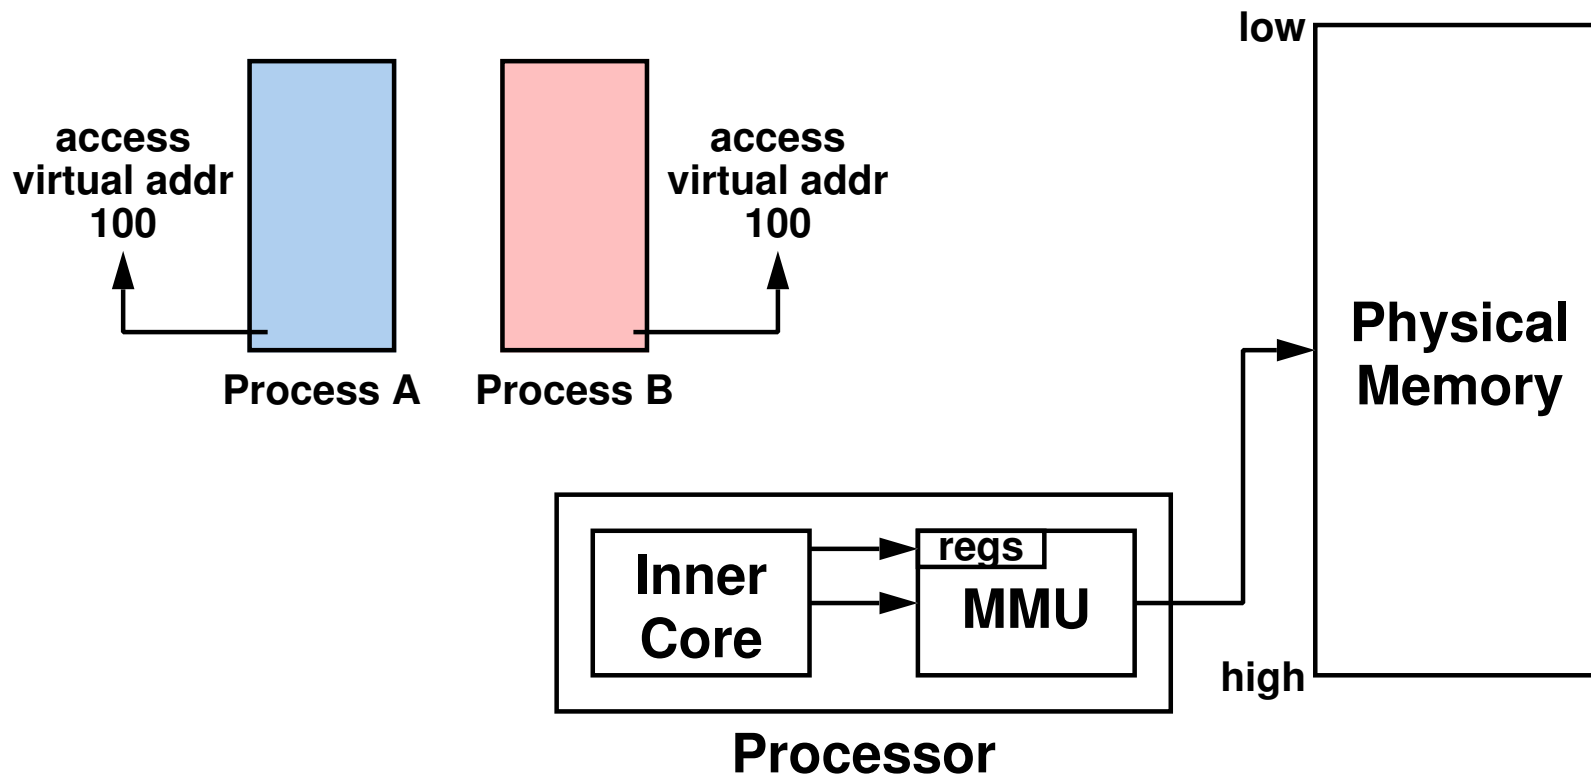 low
access
virtual addr
100
access
virtual addr
100
Process A
Process B
Physical
Memory
regs
Inner
Core
MMU
high
Processor